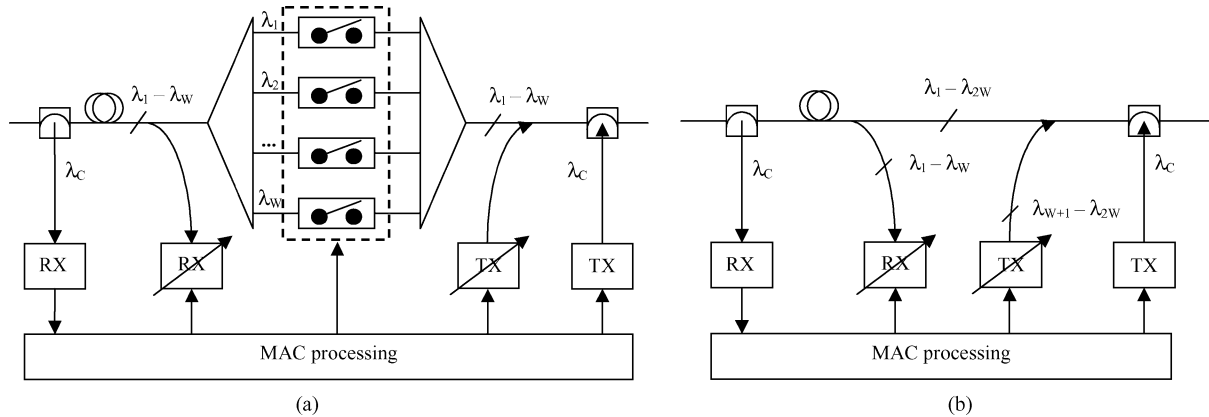 λ1
λ2
...
λW
λ1 – λW
λ1 – λW
λC
λC
RX
RX
TX
TX
MAC processing
(a)
λ1 – λ2W
λC
λ1 – λW
λW+1 – λ2W
λC
RX
RX
TX
TX
MAC processing
(b)